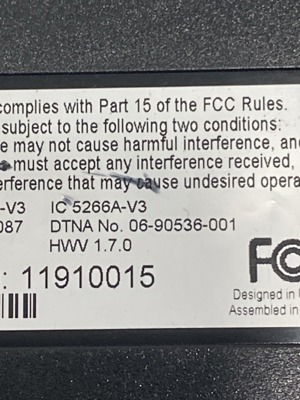 complies with Part 15 of the FCC Rules.
subject to the following two conditions:
e may not cause harmful interference, and
must accept any interference received,
erference that may cause undesired opera
-V3 IC 5266A-V3
087 DTNA No. 06-90536-001
HWV 1.7.0
: 11910015
FC
Designed in
Assembled in